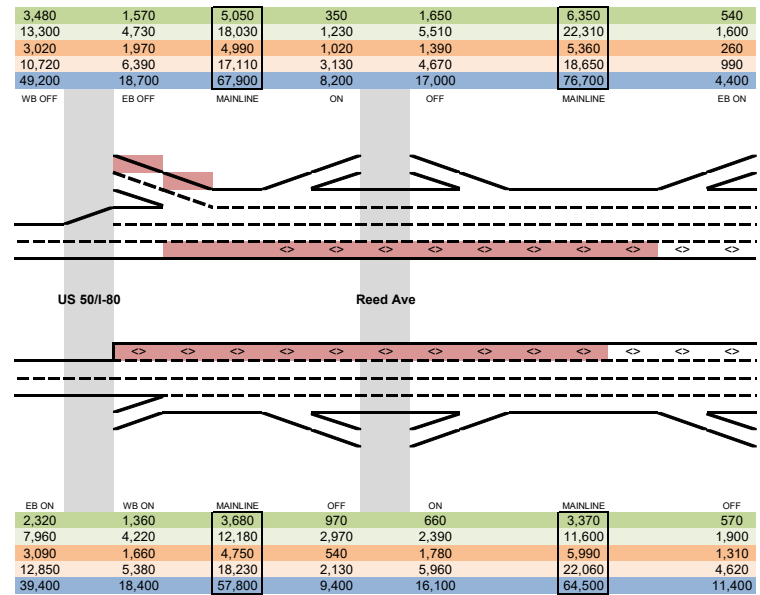 3,480 1,570 5,050 350 1,650 6,350 540
13,300 4,730 18,030 1,230 5,510 22,310 1,600
3,020 1,970 4,990 1,020 1,390 5,360 260
10,720 6,390 17,110 3,130 4,670 18,650 990
49,200 18,700 67,900 8,200 17,000 76,700 4,400
WB OFF EB OFF MAINLINE ON OFF MAINLINE EB ON
<> <> <> <> <> <> <> <> <> <>
US 50/I-80 Reed Ave
<> <> <> <> <> <> <> <> <> <> <> <> <>
EB ON WB ON MAINLINE OFF ON MAINLINE OFF
2,320 1,360 3,680 970 660 3,370 570
7,960 4,220 12,180 2,970 2,390 11,600 1,900
3,090 1,660 4,750 540 1,780 5,990 1,310
12,850 5,380 18,230 2,130 5,960 22,060 4,620
39,400 18,400 57,800 9,400 16,100 64,500 11,400